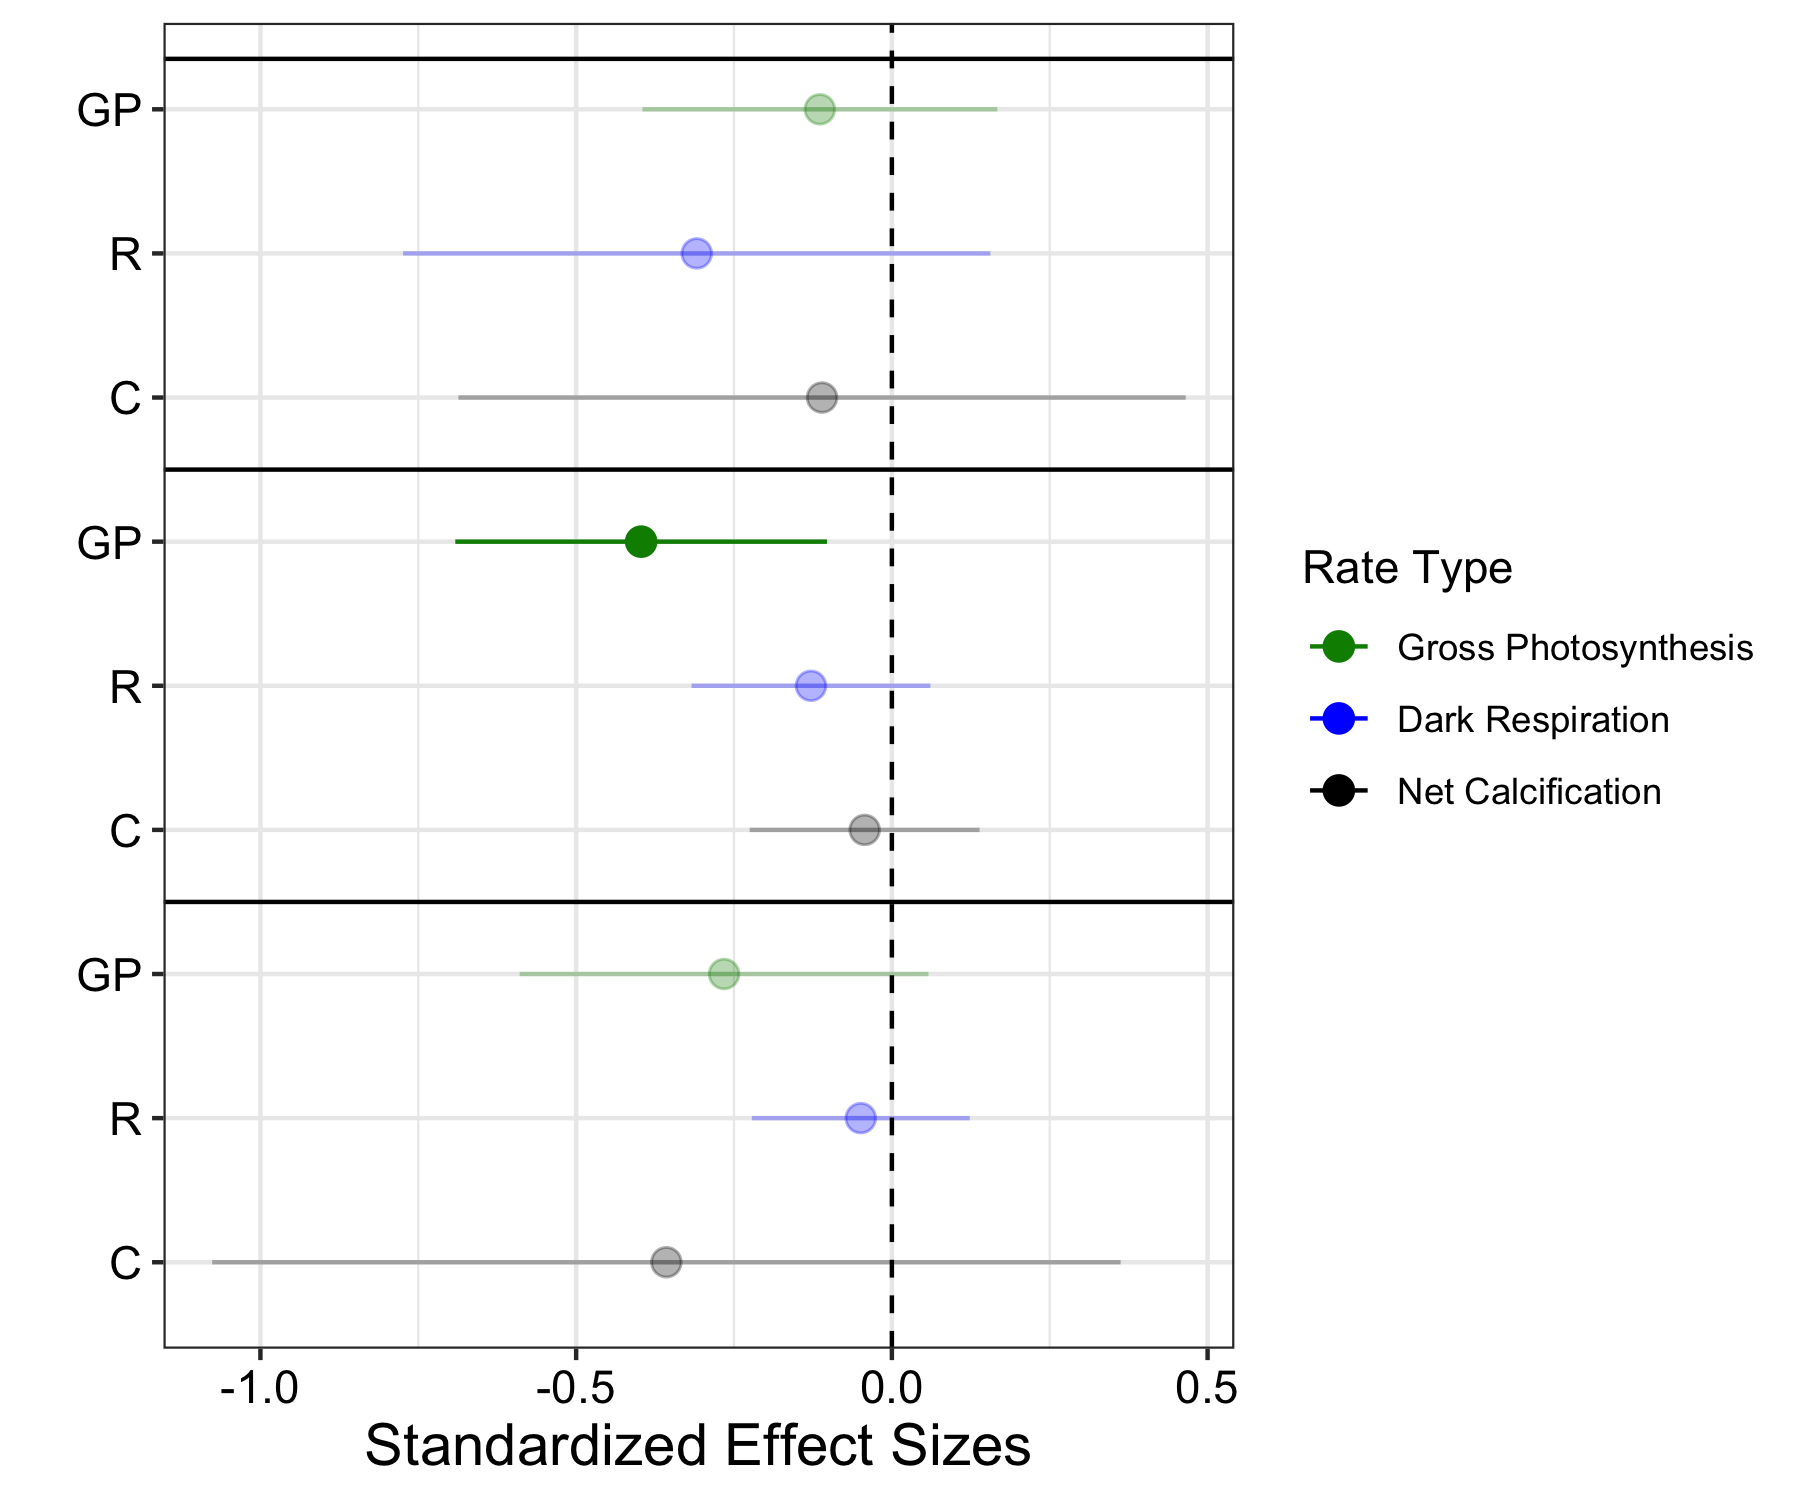 GP
R
C
GP
R
C
GP
R
C
-1.0 -0.5 0.0 0.5
Standardized Effect Sizes
Rate Type
Gross Photosynthesis
Dark Respiration
Net Calcification